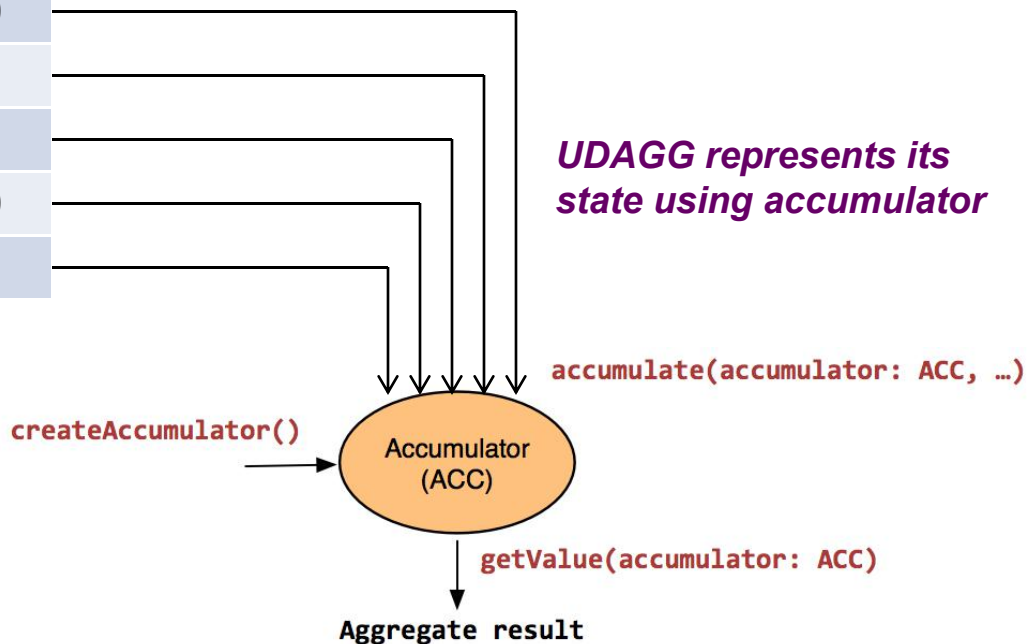 UDAGG represents its
state using accumulator
accumulate(accumulator: ACC, …)
createAccumulator()
Accumulator
(ACC)
getValue(accumulator: ACC)
Aggregate result